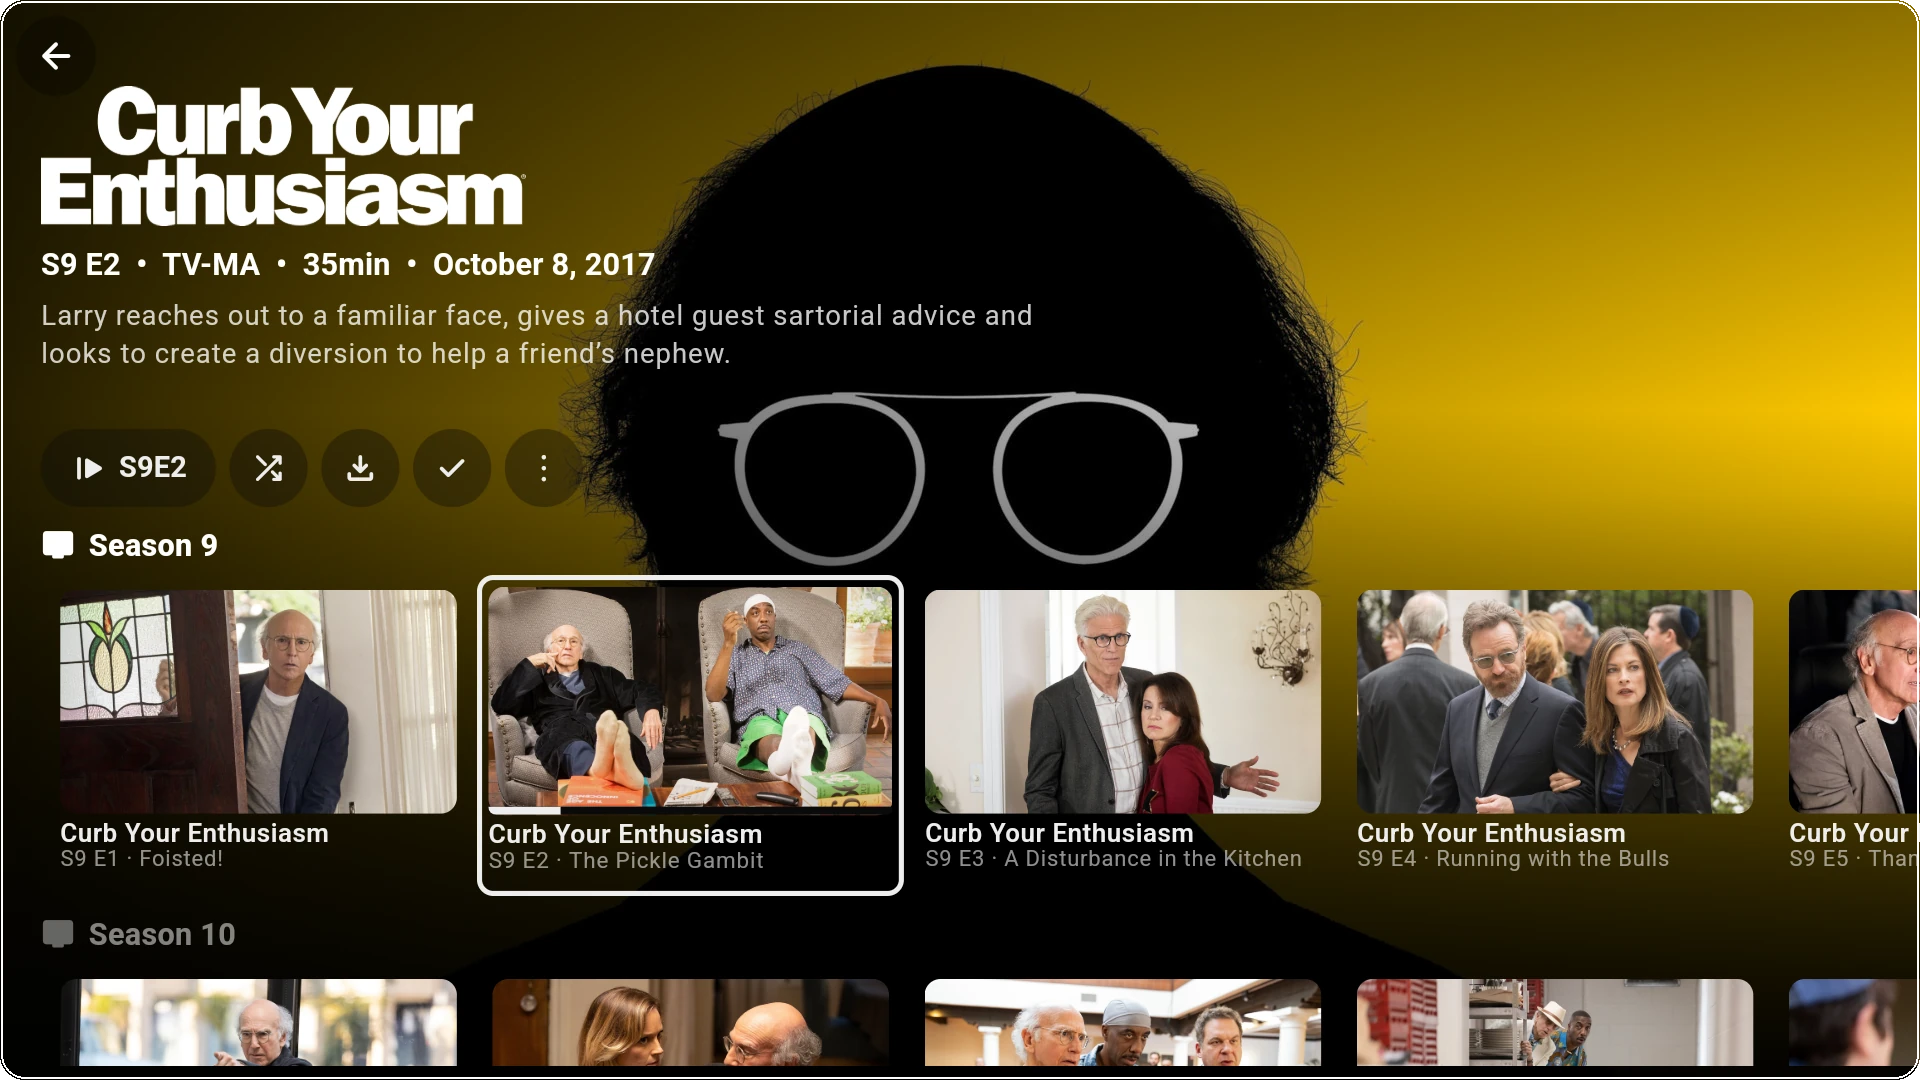 Curb Your
Enthusiasm
S9 E2 • TV-MA • 35min • October 8, 2017
Larry reaches out to a familiar face, gives a hotel guest sartorial advice and
looks to create a diversion to help a friend’s nephew.
S9E2
Season 9
Curb Your Enthusiasm
S9 E1 · Foisted!
Curb Your Enthusiasm
S9 E2 · The Pickle Gambit
Curb Your Enthusiasm
S9 E3 · A Disturbance in the Kitchen
Curb Your Enthusiasm
S9 E4 · Running with the Bulls
Curb Your
S9 E5 ·
Season 10